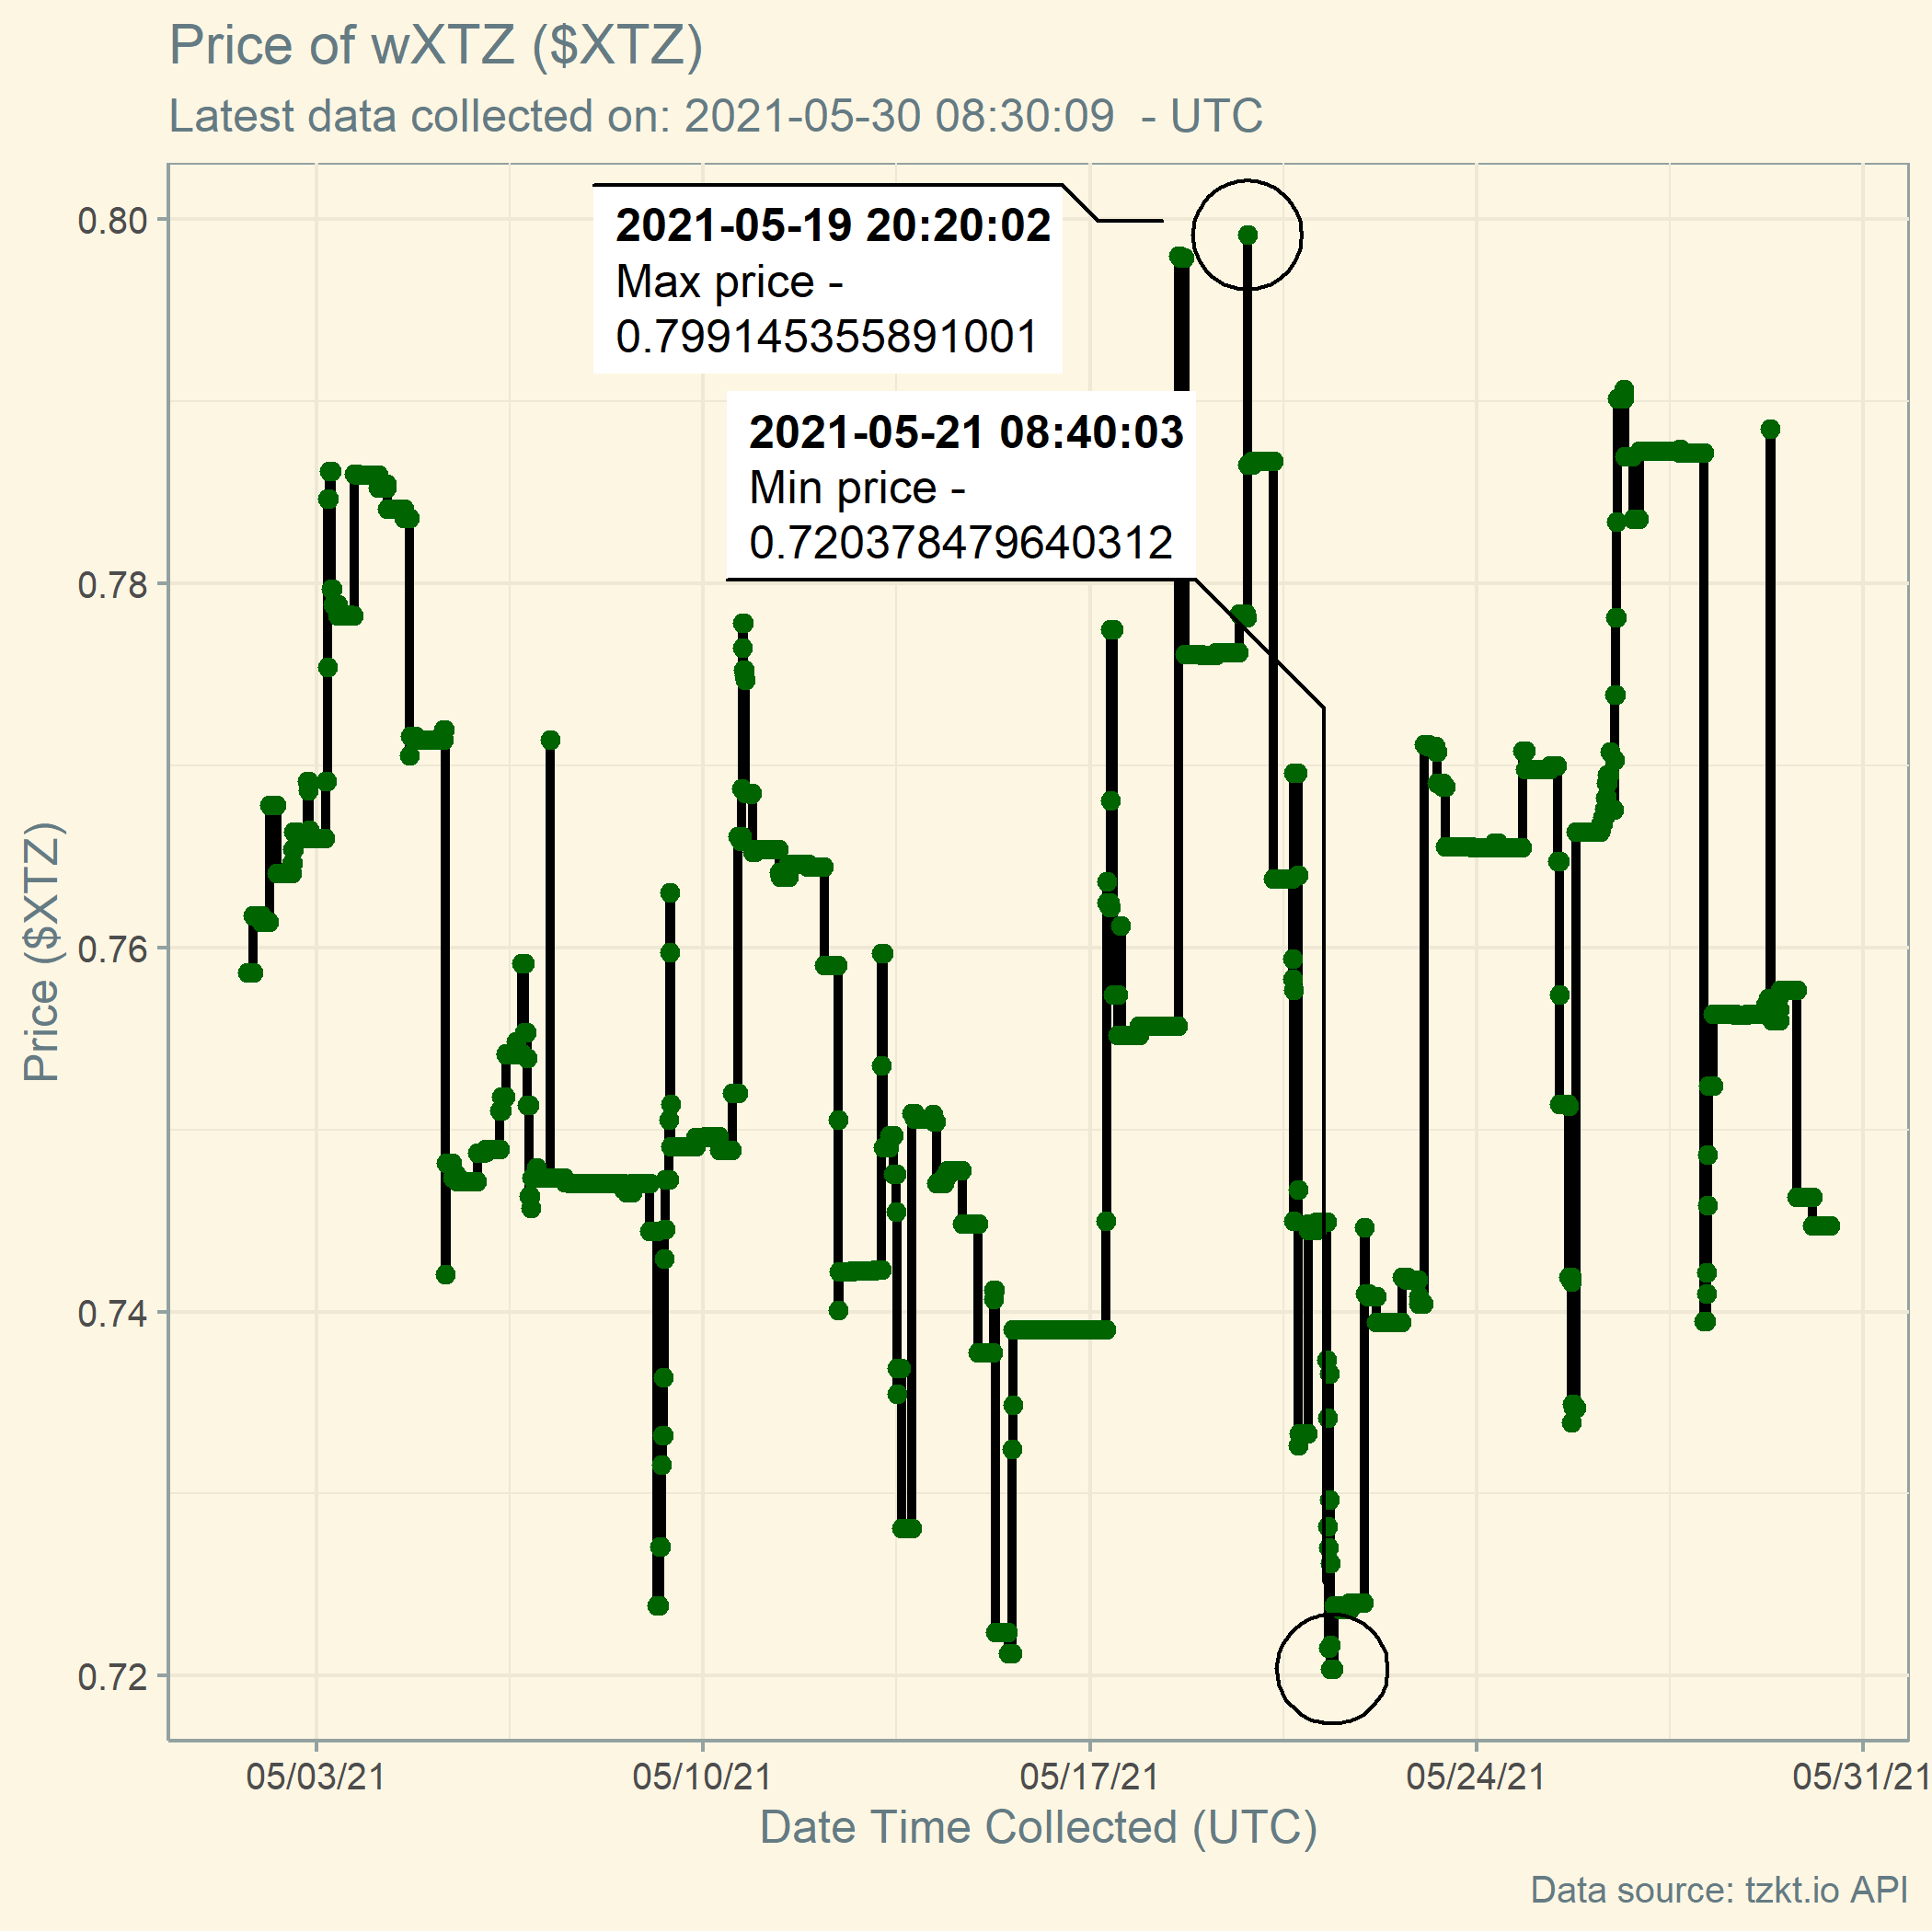 Price of wXTZ ($XTZ)
Latest data collected on: 2021-05-30 08:30:09  - UTC
2021-05-19 20:20:02
Max price -
0.799145355891001
2021-05-21 08:40:03
Min price -
0.720378479640312
Price ($XTZ)
0.80
0.78
0.76
0.74
0.72
05/03/21
05/10/21
05/17/21
05/24/21
05/31/21
Date Time Collected (UTC)
Data source: tzkt.io API